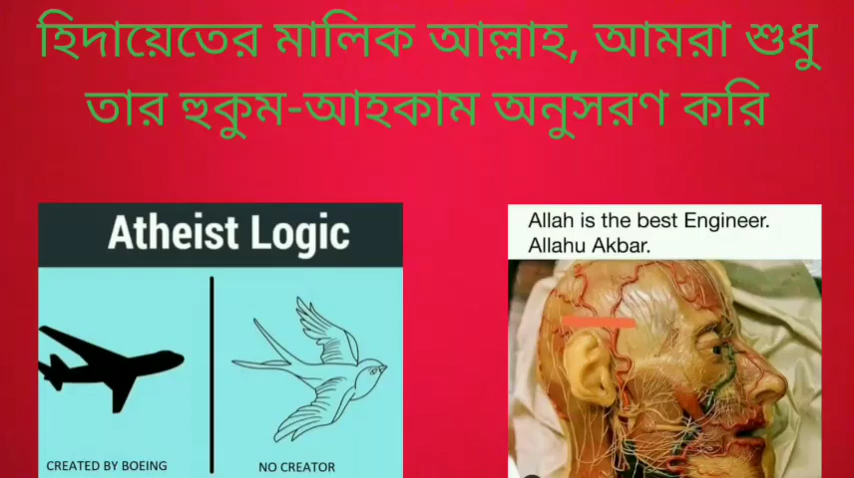 হিদায়েতের মালিক আল্লাহ, আমরা শুধু
তার হুকুম-আহকাম অনুসরণ করি
Atheist Logic
CREATED BY BOEING
NO CREATOR
Allah is the best Engineer.
Allahu Akbar.